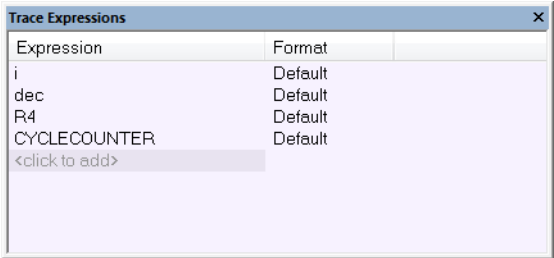 Trace Expressions
Expression Format
i Default
dec Default
R4 Default
CYCLECOUNTER Default
<click to add>